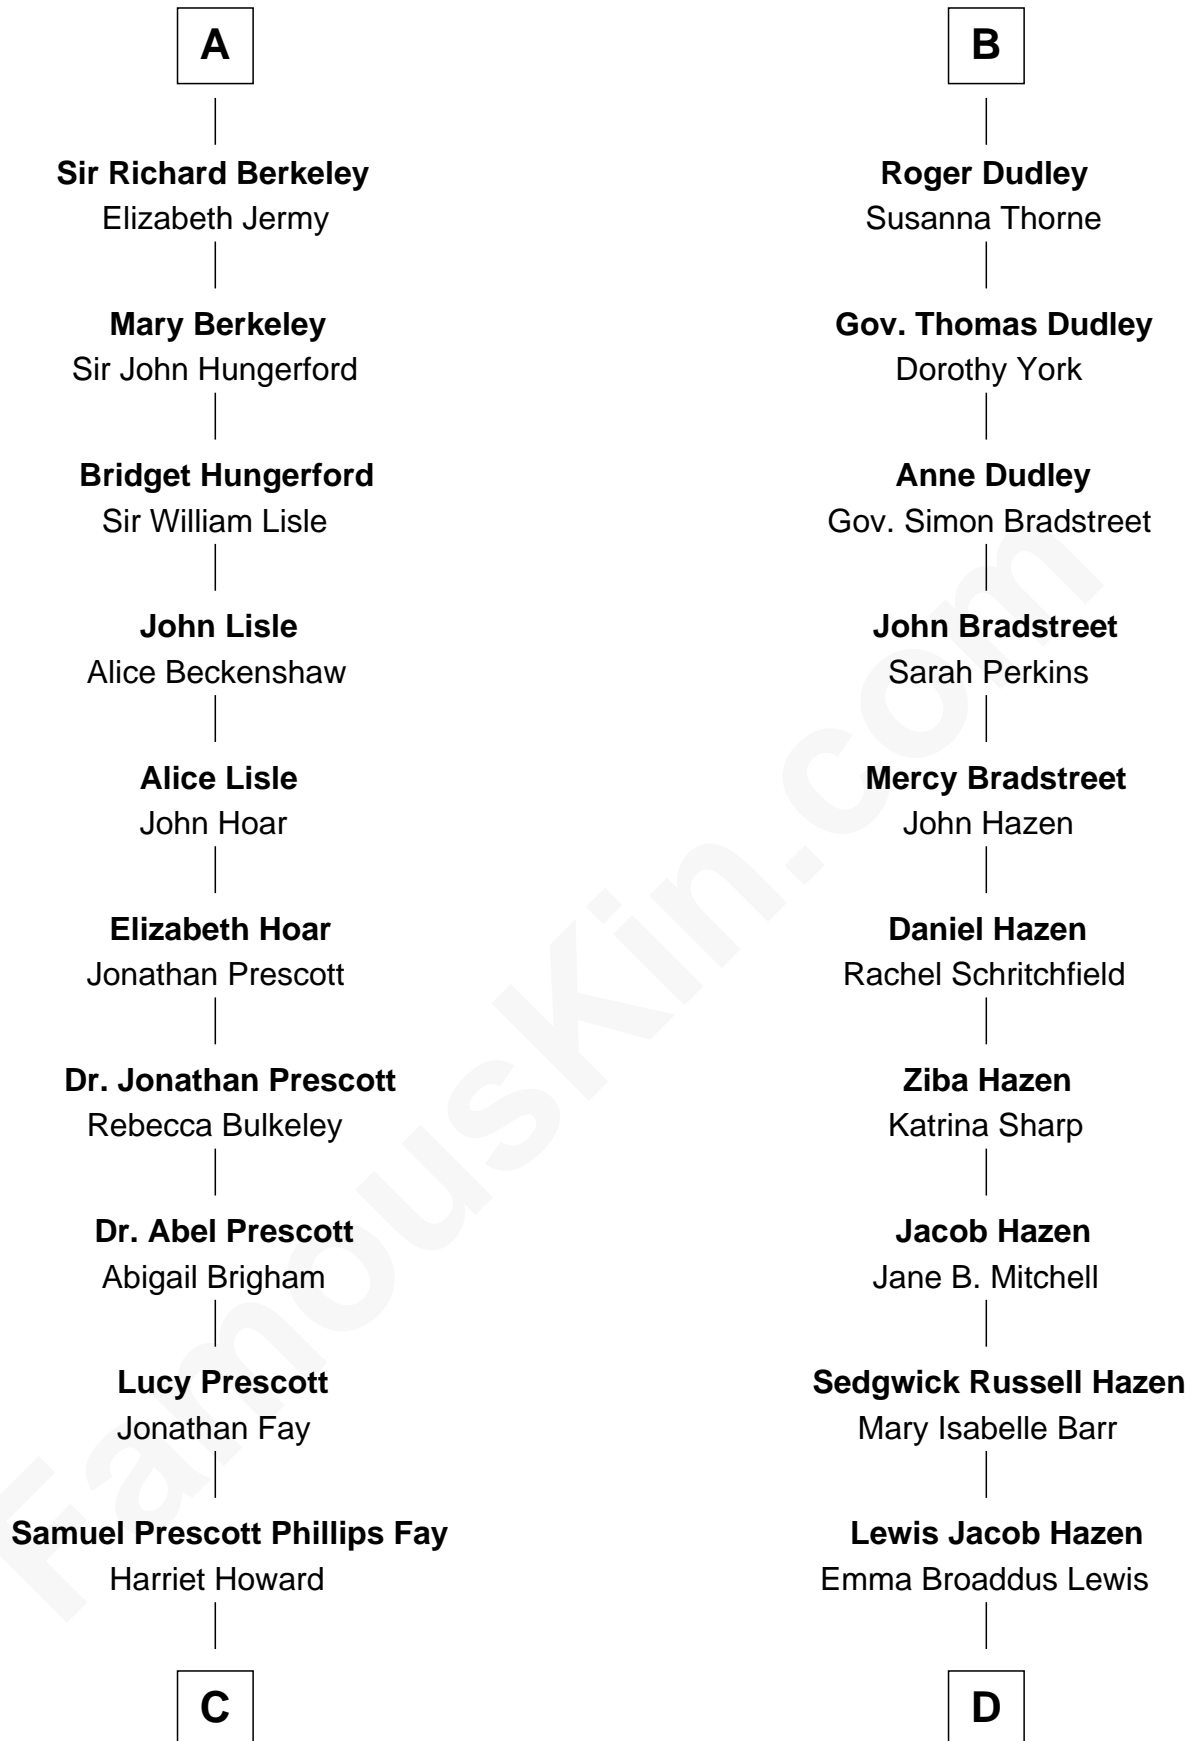 A
Sir Richard Berkeley
Elizabeth Jermy
Mary Berkeley
Sir John Hungerford
Bridget Hungerford
Sir William Lisle
John Lisle
Alice Beckenshaw
Alice Lisle
John Hoar
Elizabeth Hoar
Jonathan Prescott
Dr. Jonathan Prescott
Rebecca Bulkeley
Dr. Abel Prescott
Abigail Brigham
Lucy Prescott
Jonathan Fay
Samuel Prescott Phillips Fay
Harriet Howard
C
B
Roger Dudley
Susanna Thorne
Gov. Thomas Dudley
Dorothy York
Anne Dudley
Gov. Simon Bradstreet
John Bradstreet
Sarah Perkins
Mercy Bradstreet
John Hazen
Daniel Hazen
Rachel Schritchfield
Ziba Hazen
Katrina Sharp
Jacob Hazen
Jane B. Mitchell
Sedgwick Russell Hazen
Mary Isabelle Barr
Lewis Jacob Hazen
Emma Broaddus Lewis
D
FamousKin.com